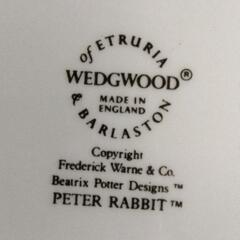 of ETRURIA
WEDGWOOD®
MADE IN
ENGLAND
& BARLASTON
Copyright
Frederick Warne & Co.
Beatrix Potter Designs ™
PETER RABBIT ™